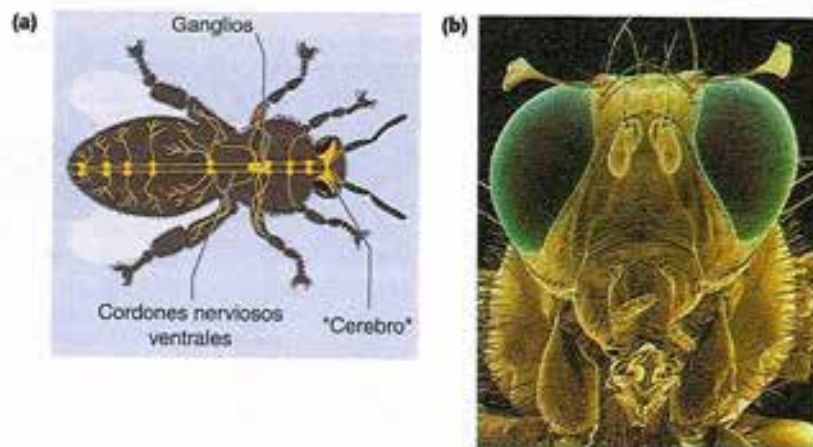 (a)
Ganglios
Cordones nerviosos
ventrales
"Cerebro"
(b)